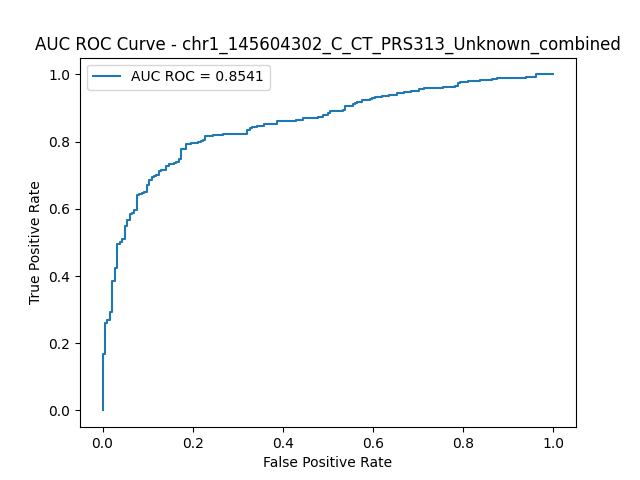 AUC ROC Curve - chr1_145604302_C_CT_PRS313_Unknown_combined
AUC ROC = 0.8541
1.0
0.8
0.6
0.4
0.2
0.0
True Positive Rate
0.0 0.2 0.4 0.6 0.8 1.0
False Positive Rate